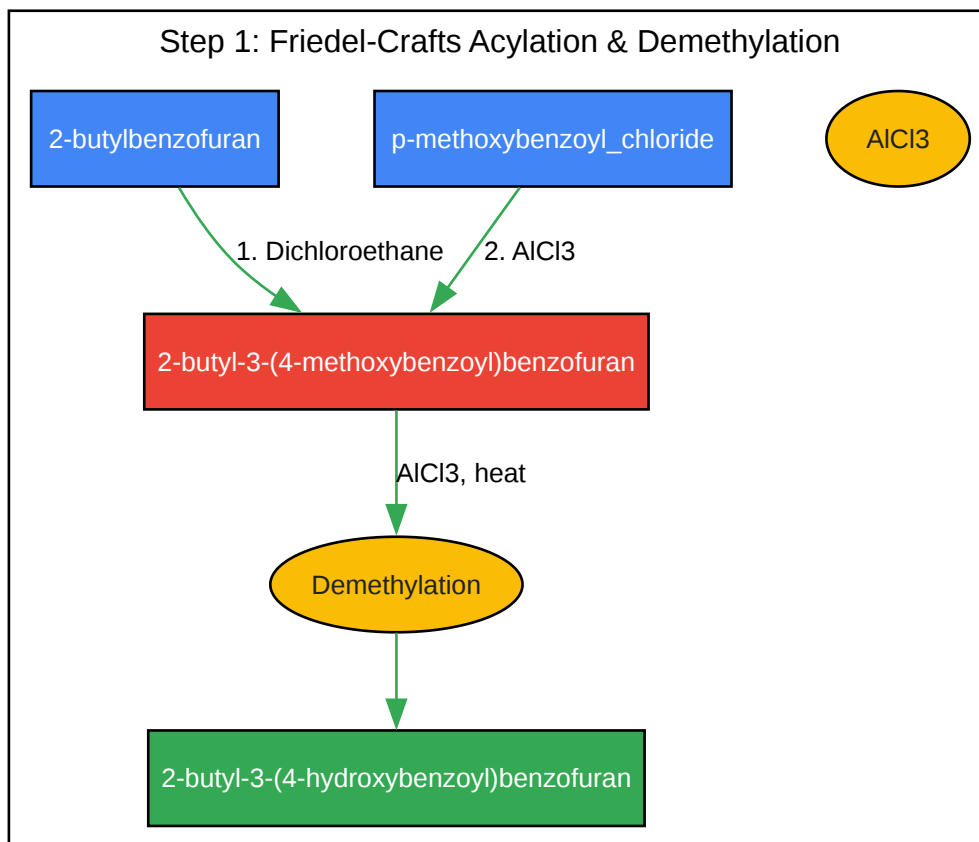 Step 1: Friedel-Crafts Acylation & Demethylation
2-butylbenzofuran
p-methoxybenzoyl_chloride
AlCl3
1. Dichloroethane
2. AlCl3
2-butyl-3-(4-methoxybenzoyl)benzofuran
AlCl3, heat
Demethylation
2-butyl-3-(4-hydroxybenzoyl)benzofuran